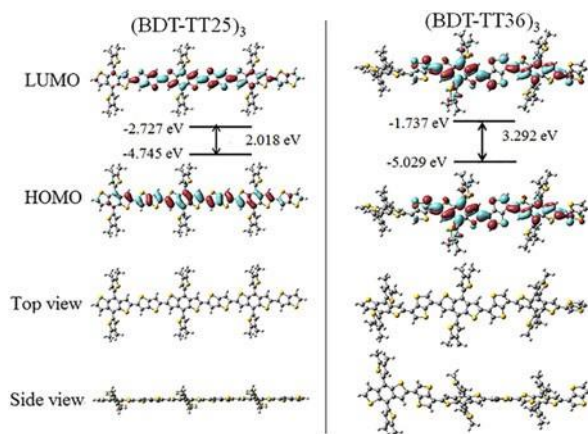 (BDT-TT25)₃
(BDT-TT36)₃
LUMO
-2.727 eV
2.018 eV
-4.745 eV
-1.737 eV
3.292 eV
-5.029 eV
HOMO
Top view
Side view